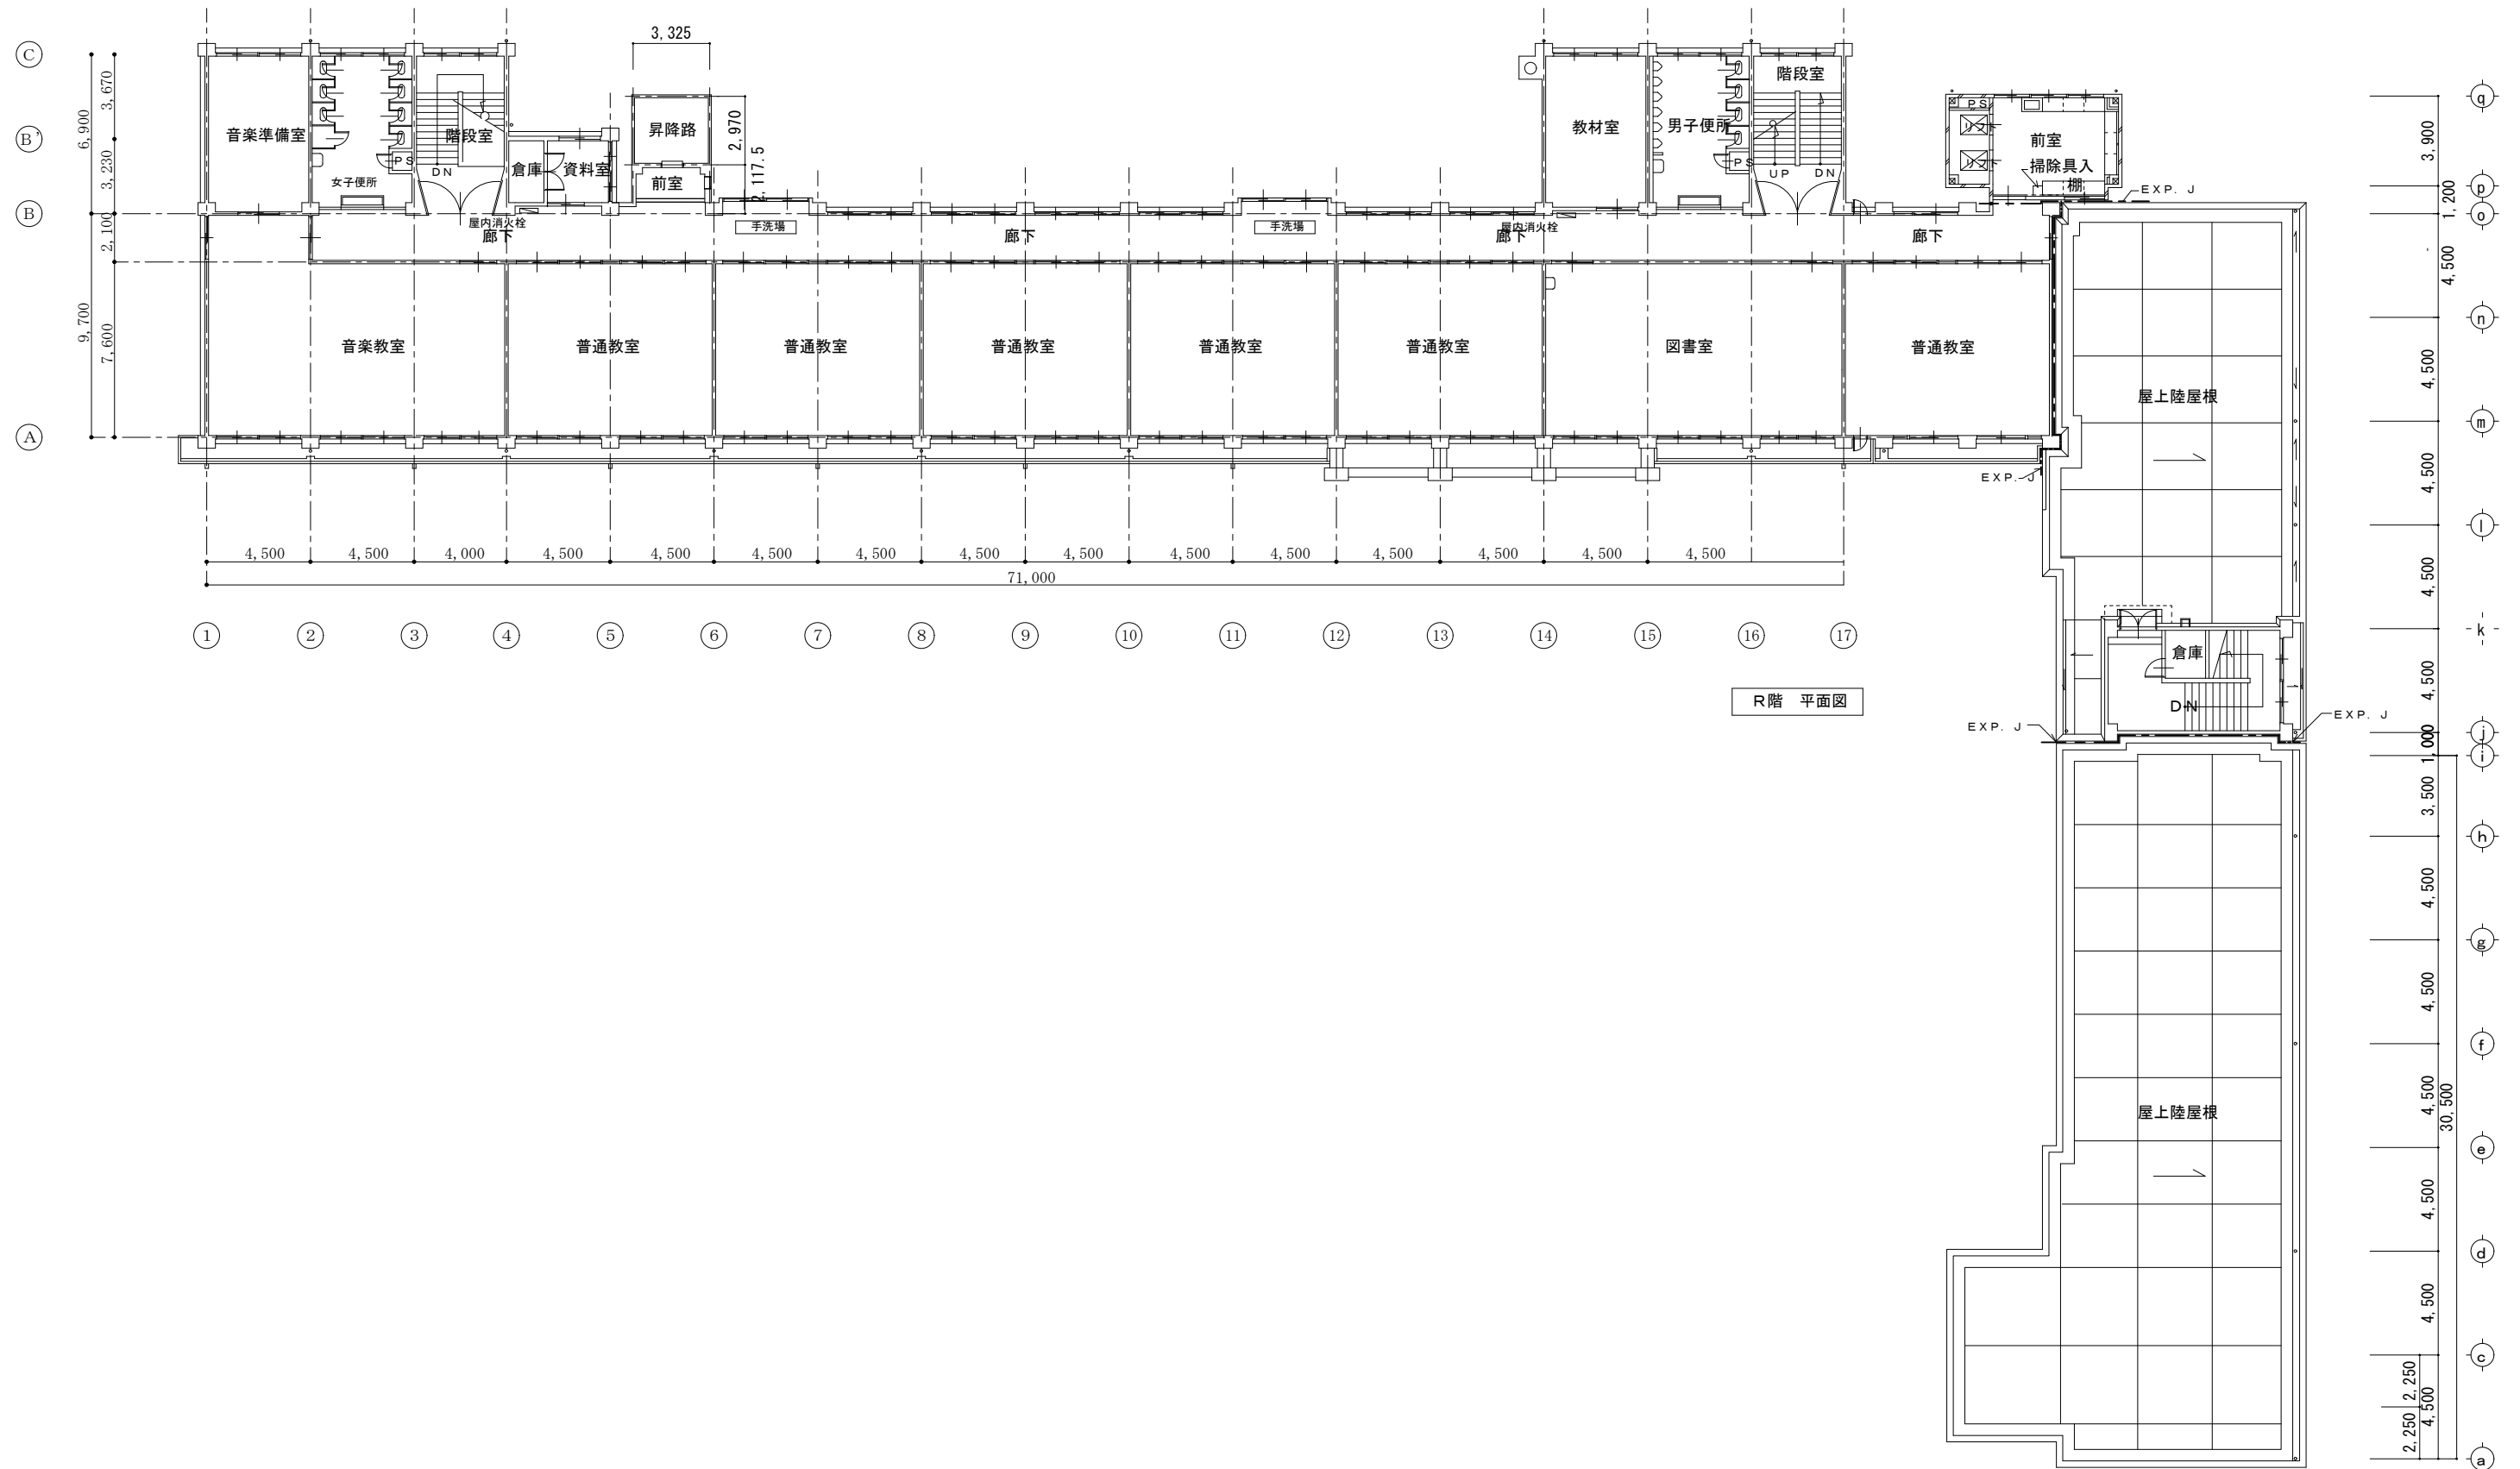 C
B'
B
A
6,900
9,700
3,670
3,230
2,100
7,600
音楽準備室
女子便所
PS
階段室
DN
倉庫
資料室
3,325
昇降路
2,970
前室
2,117.5
屋内消火栓
廊下
手洗場
廊下
手洗場
屋内消火栓
廊下
廊下
教材室
男子便所
PS
階段室
UP
DN
PS
リフト
リフト
前室
掃除具入
棚
EXP. J
音楽教室
普通教室
普通教室
普通教室
普通教室
普通教室
図書室
普通教室
EXP. J
屋上陸屋根
4,500
4,500
4,000
4,500
4,500
4,500
4,500
4,500
4,500
4,500
4,500
4,500
4,500
4,500
4,500
71,000
1
2
3
4
5
6
7
8
9
10
11
12
13
14
15
16
17
R階 平面図
倉庫
DN
EXP. J
EXP. J
屋上陸屋根
3,900
1,200
4,500
4,500
4,500
4,500
4,500
1,000
3,500
4,500
4,500
4,500
4,500
4,500
4,500
30,500
2,250
2,250
q
p
o
n
m
l
k
j
i
h
g
f
e
d
c
a